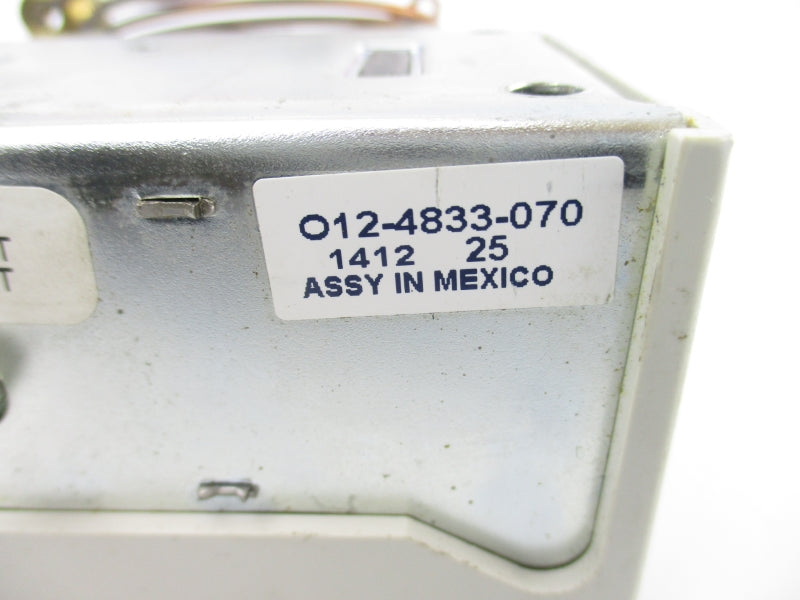 O12-4833-070
1412 25
ASSY IN MEXICO
T
T